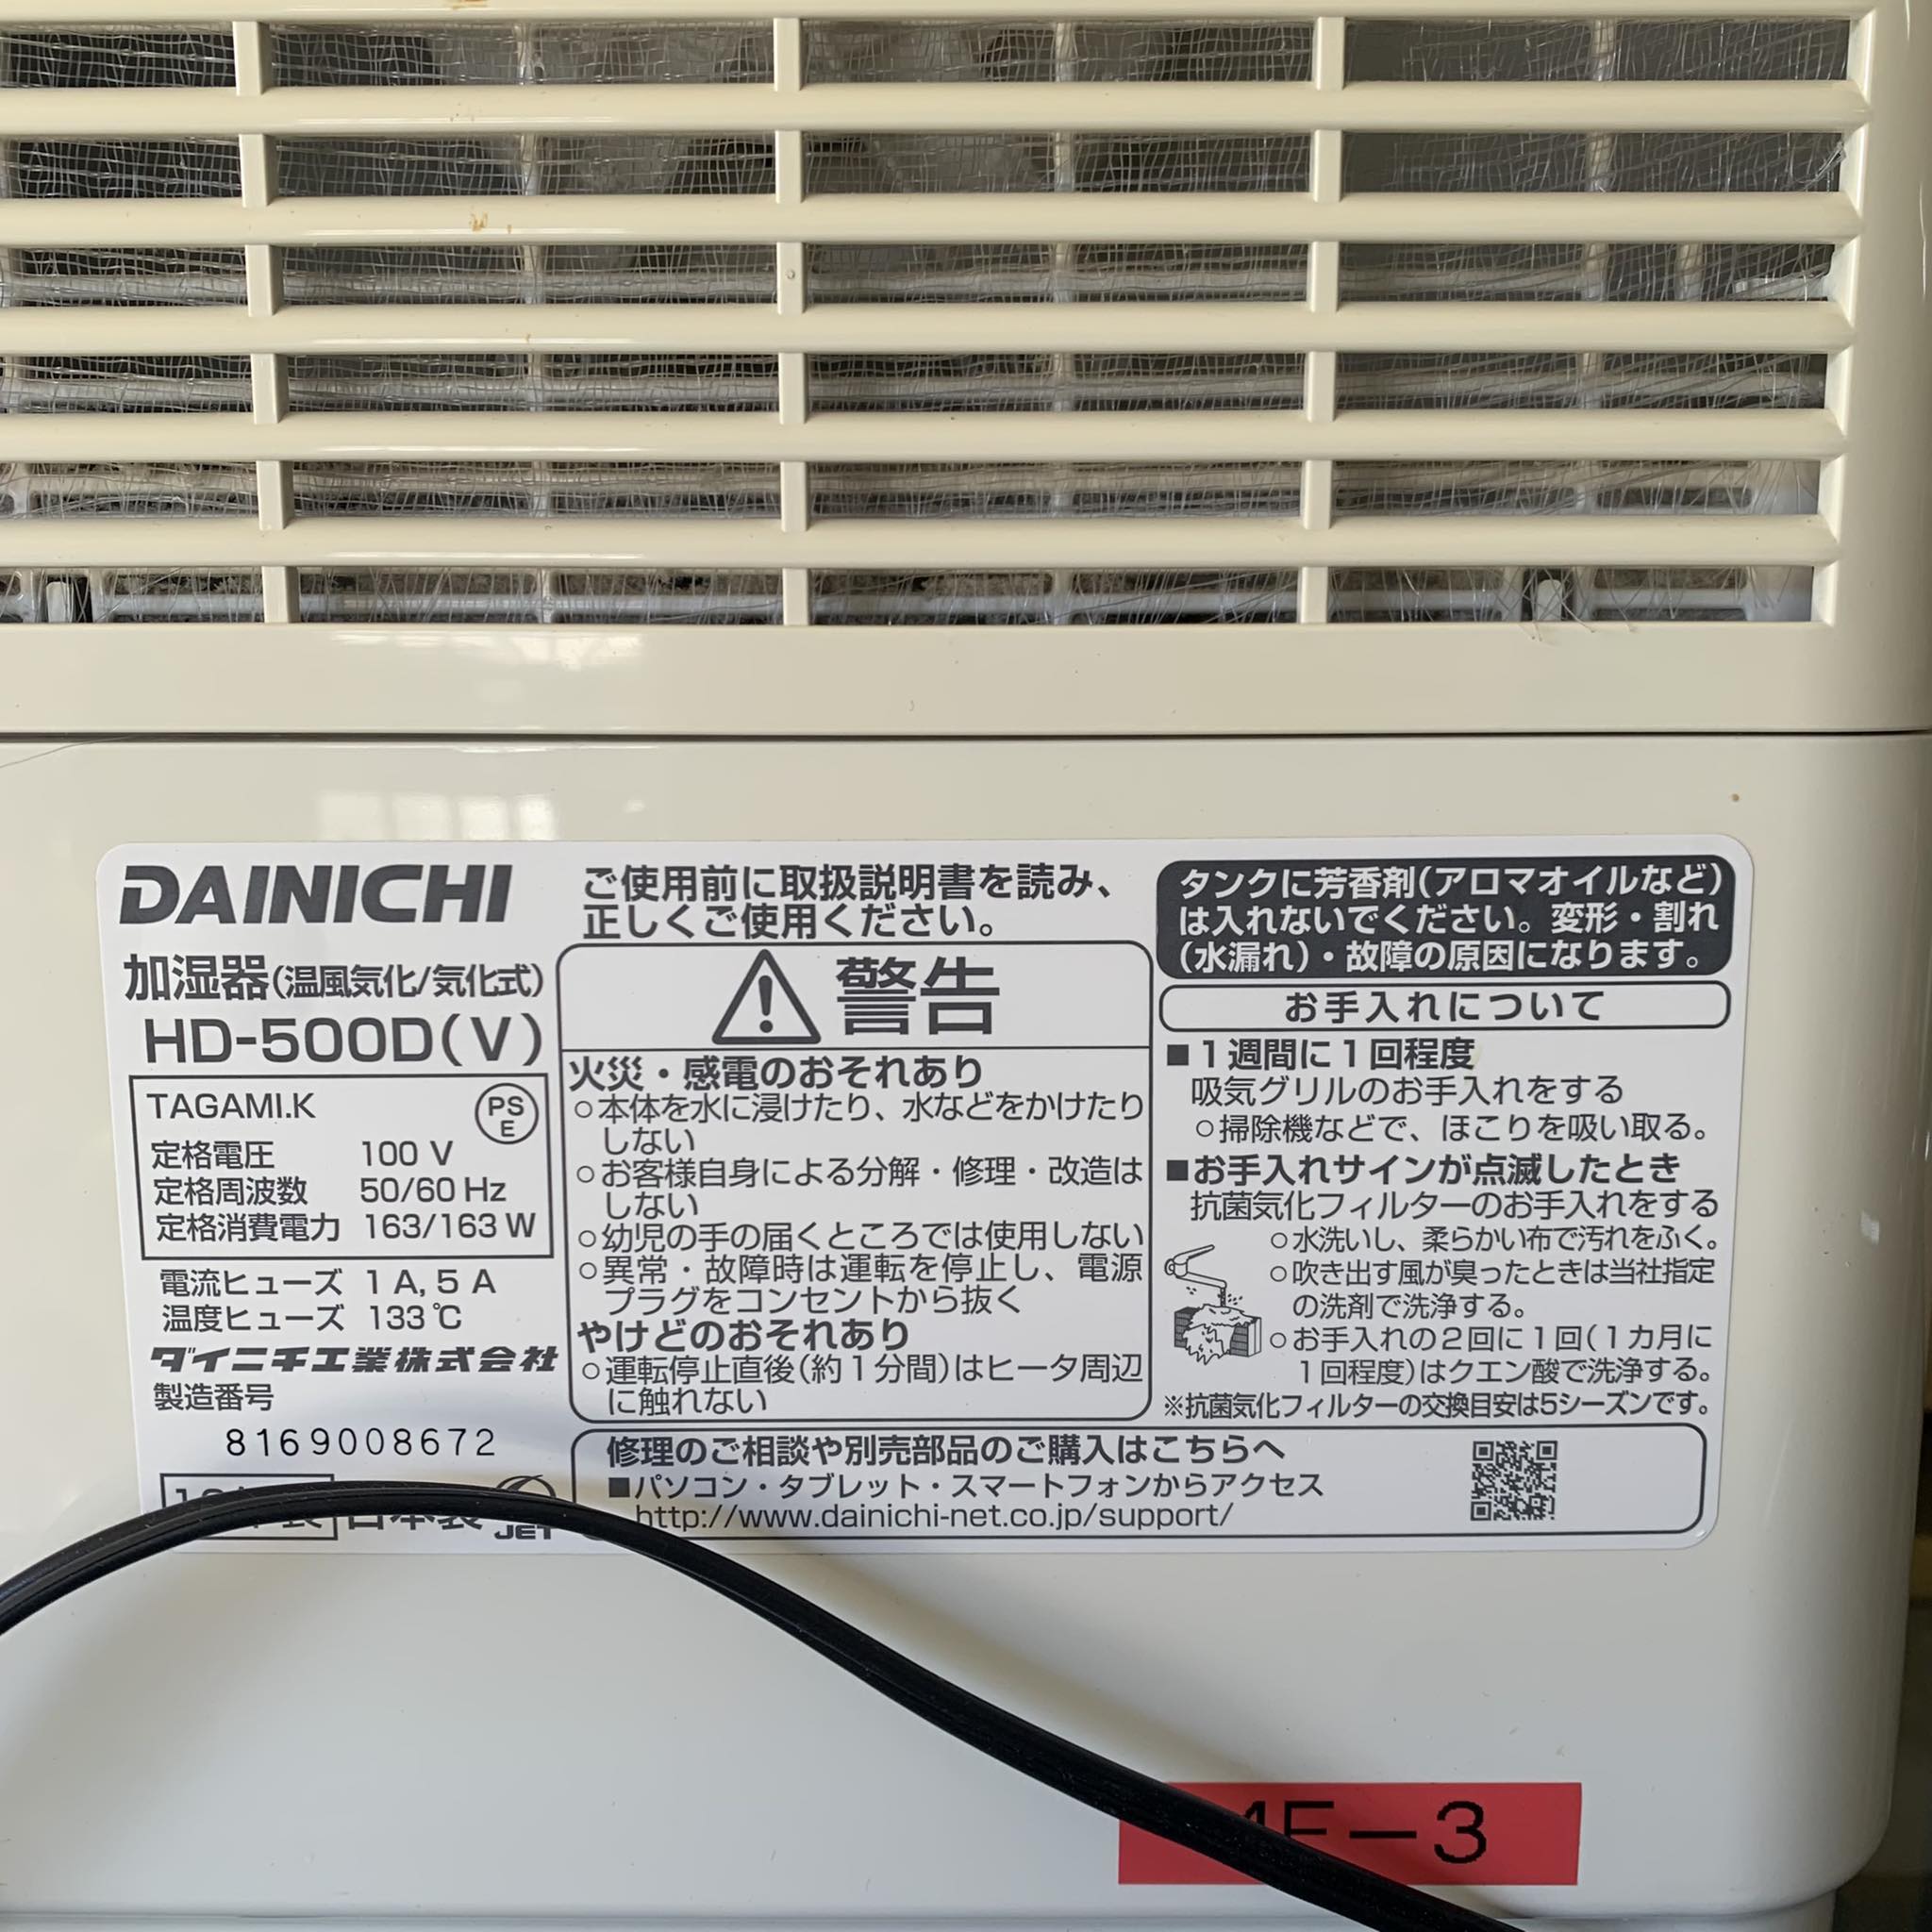 DAINICHI
加湿器(温風気化/気化式)
HD-500D(V)
TAGAMI.K
PS
E
定格電圧 100 V
定格周波数 50/60 Hz
定格消費電力 163/163 W
電流ヒューズ 1 A, 5 A
温度ヒューズ 133 ℃
ダイニチ工業株式会社
製造番号
8169008672
日本製
JET
ご使用前に取扱説明書を読み、
正しくご使用ください。
警告
火災・感電のおそれあり
○本体を水に浸けたり、水などをかけたり
しない
○お客様自身による分解・修理・改造は
しない
○幼児の手の届くところでは使用しない
○異常・故障時は運転を停止し、電源
プラグをコンセントから抜く
やけどのおそれあり
○運転停止直後(約1分間)はヒータ周辺
に触れない
タンクに芳香剤(アロマオイルなど)
は入れないでください。変形・割れ
(水漏れ)・故障の原因になります。
お手入れについて
■1週間に1回程度
吸気グリルのお手入れをする
○掃除機などで、ほこりを吸い取る。
■お手入れサインが点滅したとき
抗菌気化フィルターのお手入れをする
○水洗いし、柔らかい布で汚れをふく。
○吹き出す風が臭ったときは当社指定
の洗剤で洗浄する。
○お手入れの2回に1回(1カ月に
1回程度)はクエン酸で洗浄する。
※抗菌気化フィルターの交換目安は5シーズンです。
修理のご相談や別売部品のご購入はこちらへ
■パソコン・タブレット・スマートフォンからアクセス
http://www.dainichi-net.co.jp/support/
－3